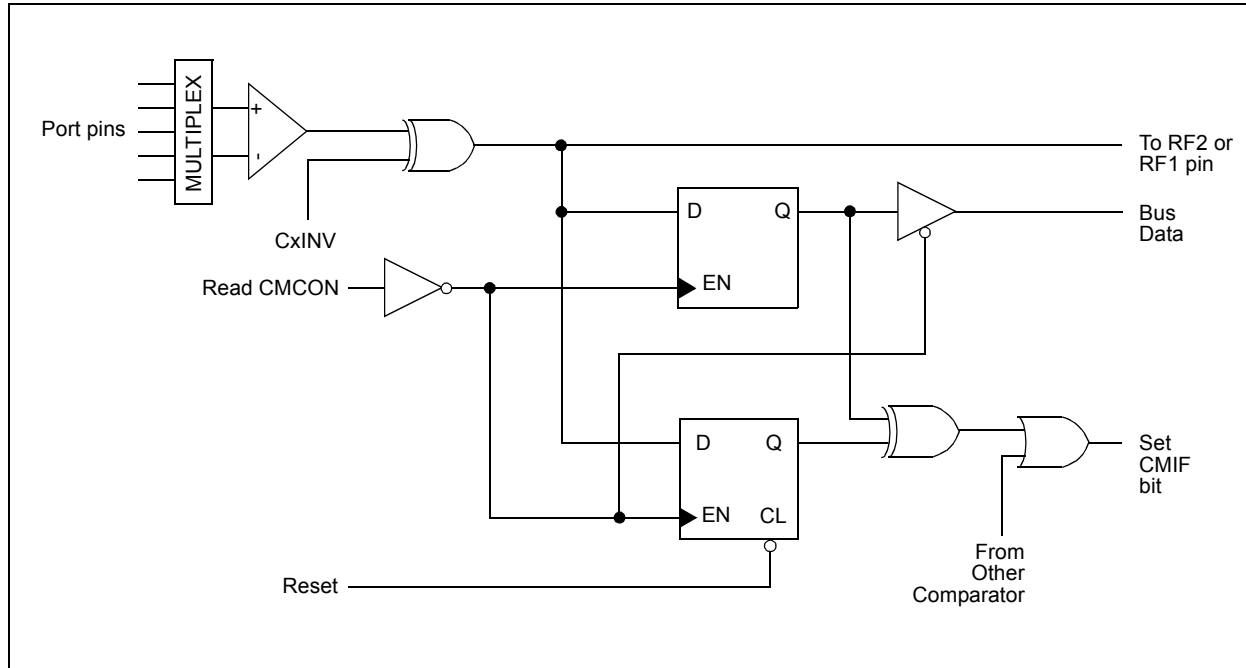 MULTIPLEX
Port pins
+
-
CxINV
To RF2 or
RF1 pin
D
Q
EN
Bus
Data
Read CMCON
D
Q
EN
CL
Set
CMIF
bit
From
Other
Comparator
Reset